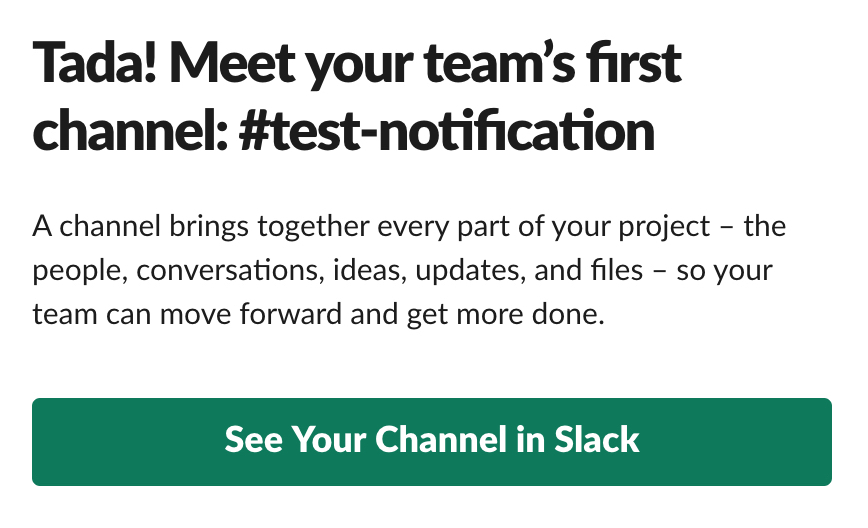 Tada! Meet your team’s first
channel: #test-notification
A channel brings together every part of your project – the
people, conversations, ideas, updates, and files – so your
team can move forward and get more done.
See Your Channel in Slack